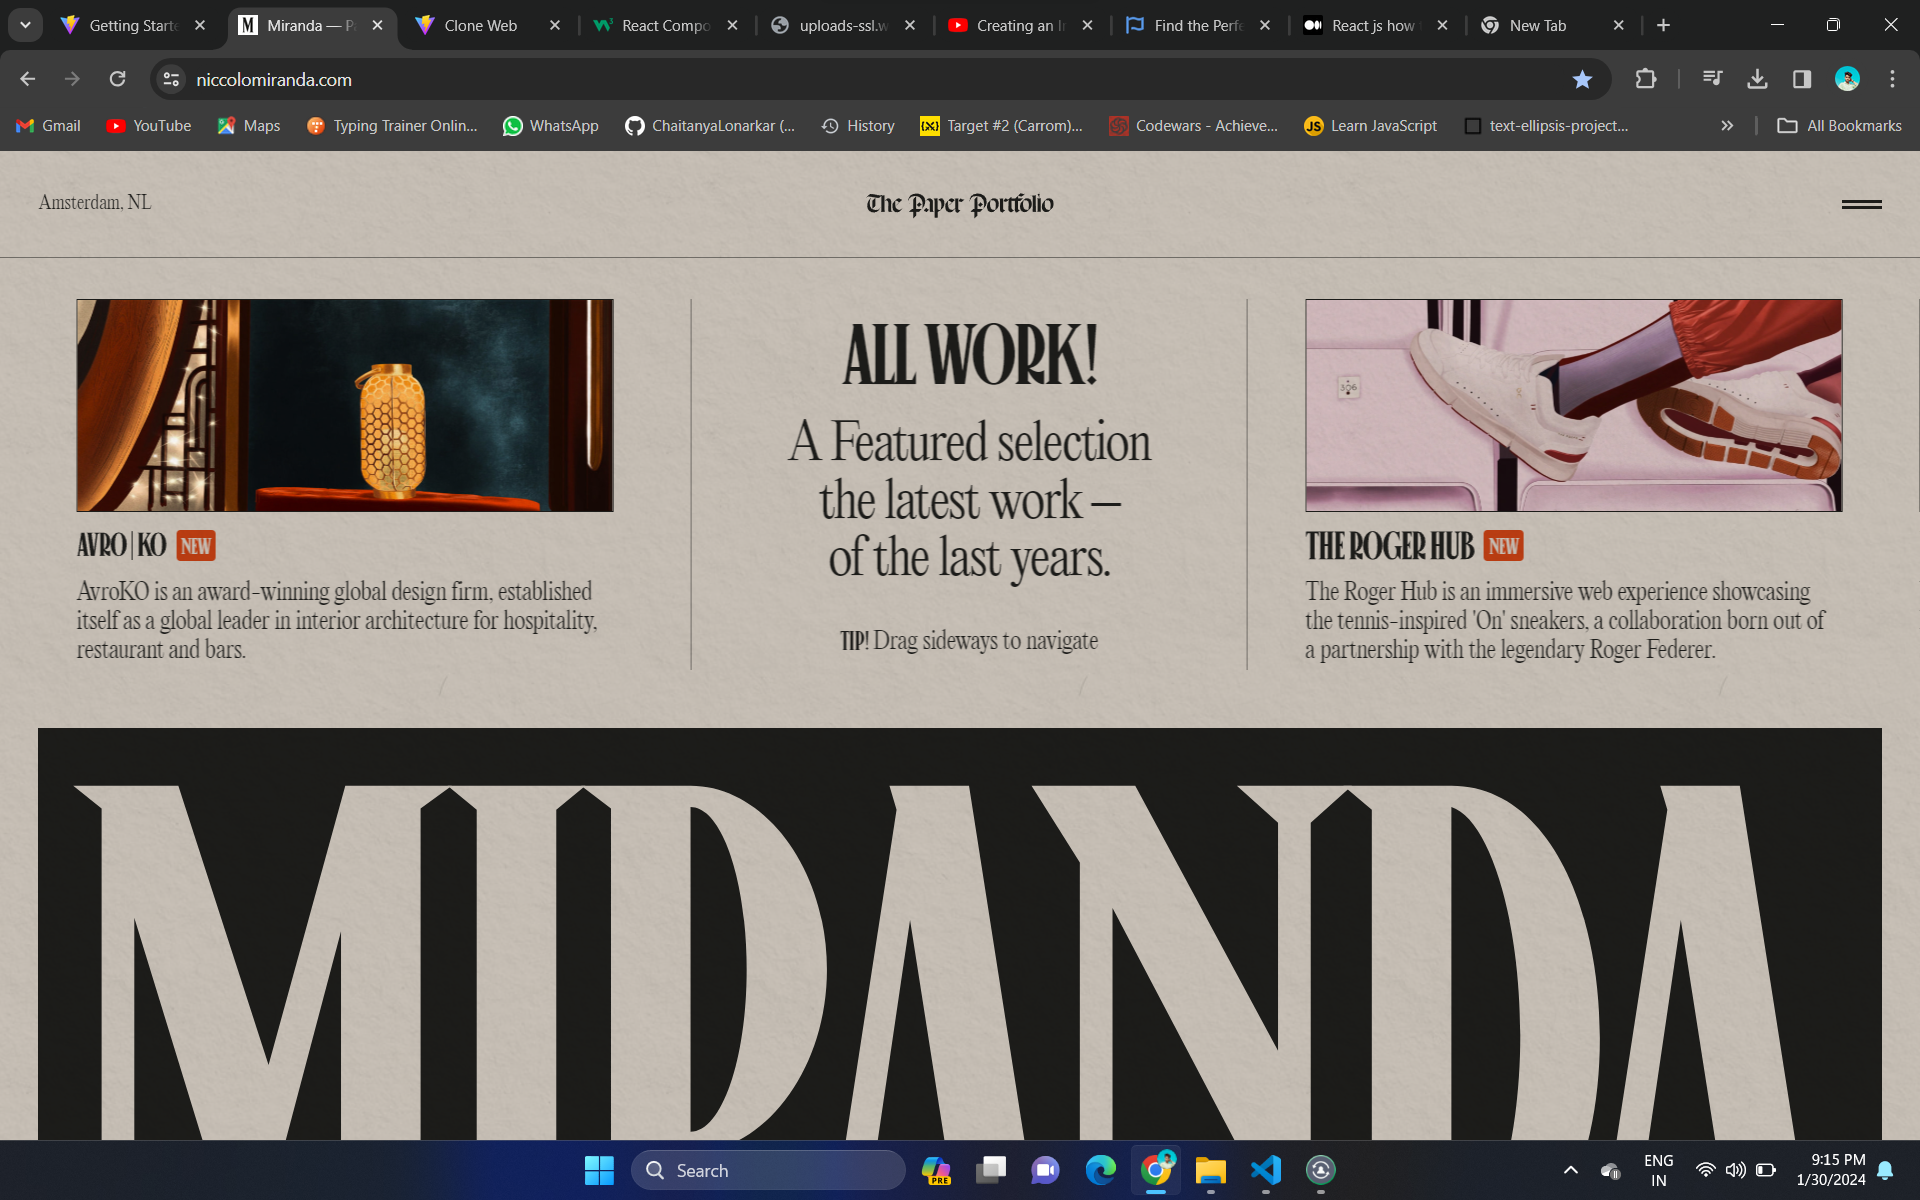 Getting Starte
Miranda — P
Clone Web
React Compo
uploads-ssl.w
Creating an I
Find the Perfe
React js how
New Tab
niccolomiranda.com
Gmail
YouTube
Maps
Typing Trainer Onlin...
WhatsApp
ChaitanyaLonarkar (...
History
Target #2 (Carrom)...
Codewars - Achieve...
Learn JavaScript
text-ellipsis-project...
All Bookmarks
Amsterdam, NL
The Paper Portfolio
ALL WORK!
A Featured selection
the latest work —
of the last years.
TIP! Drag sideways to navigate
306
AVRO|KO NEW
AvroKO is an award-winning global design firm, established
itself as a global leader in interior architecture for hospitality,
restaurant and bars.
THE ROGER HUB NEW
The Roger Hub is an immersive web experience showcasing
the tennis-inspired 'On' sneakers, a collaboration born out of
a partnership with the legendary Roger Federer.
MIRANDA
Search
PRE
ENG
IN
9:15 PM
1/30/2024